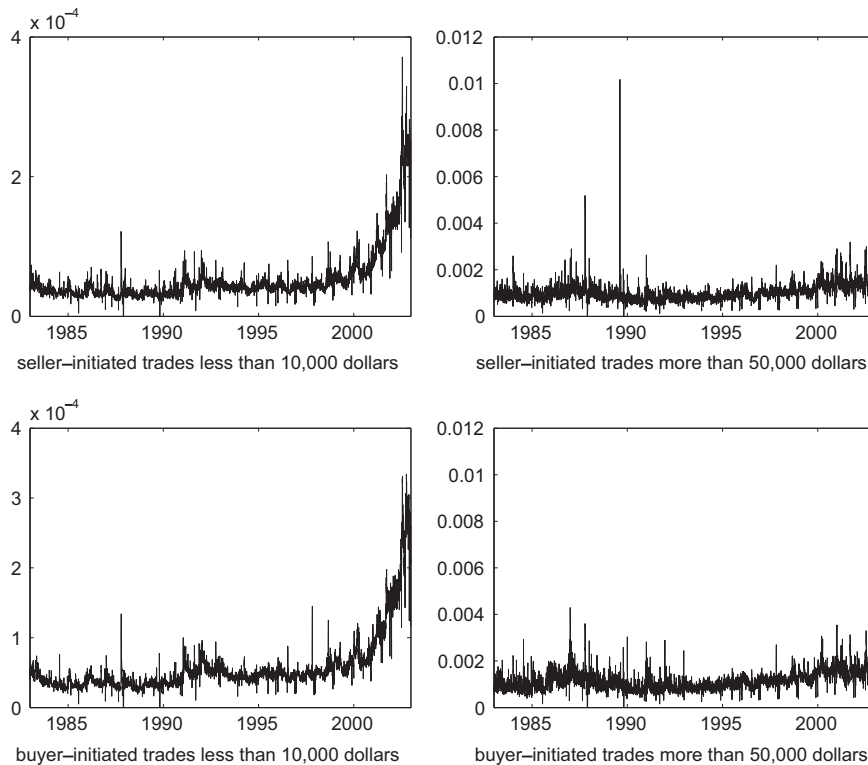 x 10⁻⁴
4
2
0
1985 1990 1995 2000
seller–initiated trades less than 10,000 dollars
0.012
0.01
0.008
0.006
0.004
0.002
0
1985 1990 1995 2000
seller–initiated trades more than 50,000 dollars
x 10⁻⁴
4
3
2
1
0
1985 1990 1995 2000
buyer–initiated trades less than 10,000 dollars
0.012
0.01
0.008
0.006
0.004
0.002
0
1985 1990 1995 2000
buyer–initiated trades more than 50,000 dollars